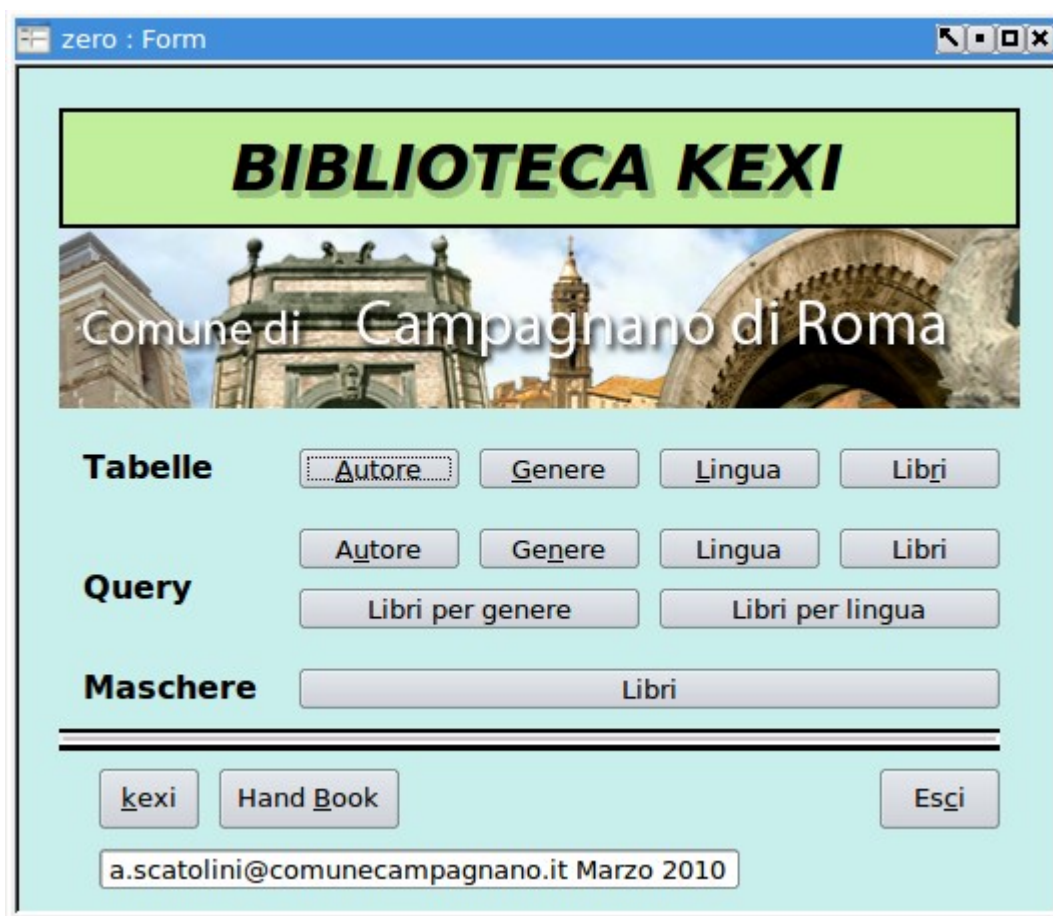 zero : Form
BIBLIOTECA KEXI
Comune di Campagnano di Roma
Tabelle Autore Genere Lingua Libri
Autore Genere Lingua Libri
Query
Libri per genere Libri per lingua
Maschere Libri
kexi Hand Book Esci
a.scatolini@comunecampagnano.it Marzo 2010